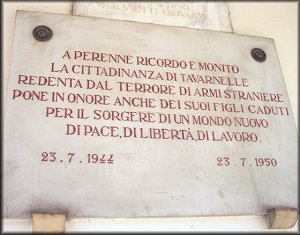 A PERENNE RICORDO E MONITO
LA CITTADINANZA DI TAVARNELLE
REDENTA DAL TERRORE DI ARMI STRANIERE
PONE IN ONORE ANCHE DEI SUOI FIGLI CADUTI
PER IL SORGERE DI UN MONDO NUOVO
DI PACE, DI LIBERTÁ, DI LAVORO.
23.7.1944 23.7.1950